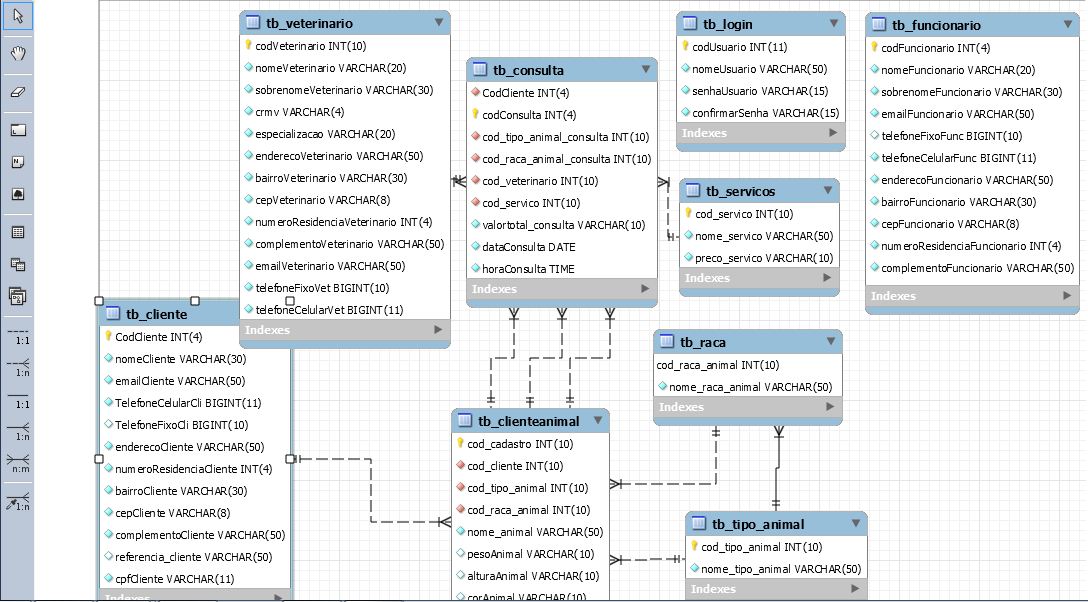 tb_veterinario
codVeterinario INT(10)
nomeVeterinario VARCHAR(20)
sobrenomeVeterinario VARCHAR(30)
crmv VARCHAR(4)
especializacao VARCHAR(20)
enderecoVeterinario VARCHAR(50)
bairroVeterinario VARCHAR(30)
cepVeterinario VARCHAR(8)
numeroResidenciaVeterinario INT(4)
complementoVeterinario VARCHAR(50)
emailVeterinario VARCHAR(50)
telefoneFixoVet BIGINT(10)
telefoneCelularVet BIGINT(11)
Indexes
tb_consulta
CodCliente INT(4)
codConsulta INT(4)
cod_tipo_animal_consulta INT(10)
cod_raca_animal_consulta INT(10)
cod_veterinario INT(10)
cod_servico INT(10)
valortotal_consulta VARCHAR(10)
dataConsulta DATE
horaConsulta TIME
Indexes
tb_login
codUsuario INT(11)
nomeUsuario VARCHAR(50)
senhaUsuario VARCHAR(15)
confirmarSenha VARCHAR(15)
Indexes
tb_funcionario
codFuncionario INT(4)
nomeFuncionario VARCHAR(20)
sobrenomeFuncionario VARCHAR(30)
emailFuncionario VARCHAR(50)
telefoneFixoFunc BIGINT(10)
telefoneCelularFunc BIGINT(11)
enderecoFuncionario VARCHAR(50)
bairroFuncionario VARCHAR(30)
cepFuncionario VARCHAR(8)
numeroResidenciaFuncionario INT(4)
complementoFuncionario VARCHAR(50)
Indexes
tb_servicos
cod_servico INT(10)
nome_servico VARCHAR(50)
preco_servico VARCHAR(10)
Indexes
tb_cliente
CodCliente INT(4)
nomeCliente VARCHAR(30)
emailCliente VARCHAR(50)
TelefoneCelularCli BIGINT(11)
TelefoneFixoCli BIGINT(10)
enderecoCliente VARCHAR(50)
numeroResidenciaCliente INT(4)
bairroCliente VARCHAR(30)
cepCliente VARCHAR(8)
complementoCliente VARCHAR(50)
referencia_cliente VARCHAR(50)
cpfCliente VARCHAR(11)
Indexes
tb_clienteanimal
cod_cadastro INT(10)
cod_cliente INT(10)
cod_tipo_animal INT(10)
cod_raca_animal INT(10)
nome_animal VARCHAR(50)
pesoAnimal VARCHAR(10)
alturaAnimal VARCHAR(10)
corAnimal VARCHAR(10)
tb_raca
cod_raca_animal INT(10)
nome_raca_animal VARCHAR(50)
Indexes
tb_tipo_animal
cod_tipo_animal INT(10)
nome_tipo_animal VARCHAR(50)
Indexes
1:1
1:n
1:1
1:n
n:m
1:n